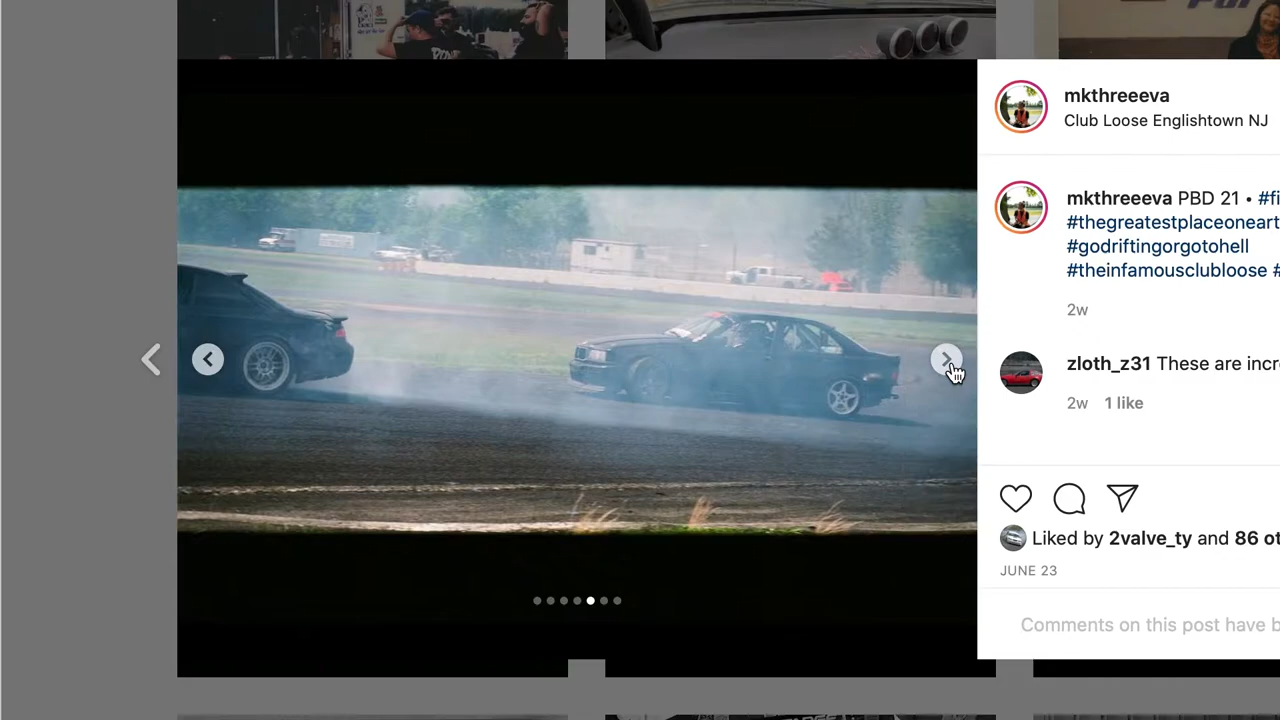 mkthreeeva
Club Loose Englishtown NJ
mkthreeeva PBD 21 • #fi
#thegreatestplaceoneart
#godriftingorgotohell
#theinfamousclubloose #
2w
zloth_z31 These are incr
2w 1 like
Liked by 2valve_ty and 86 ot
JUNE 23
Comments on this post have b